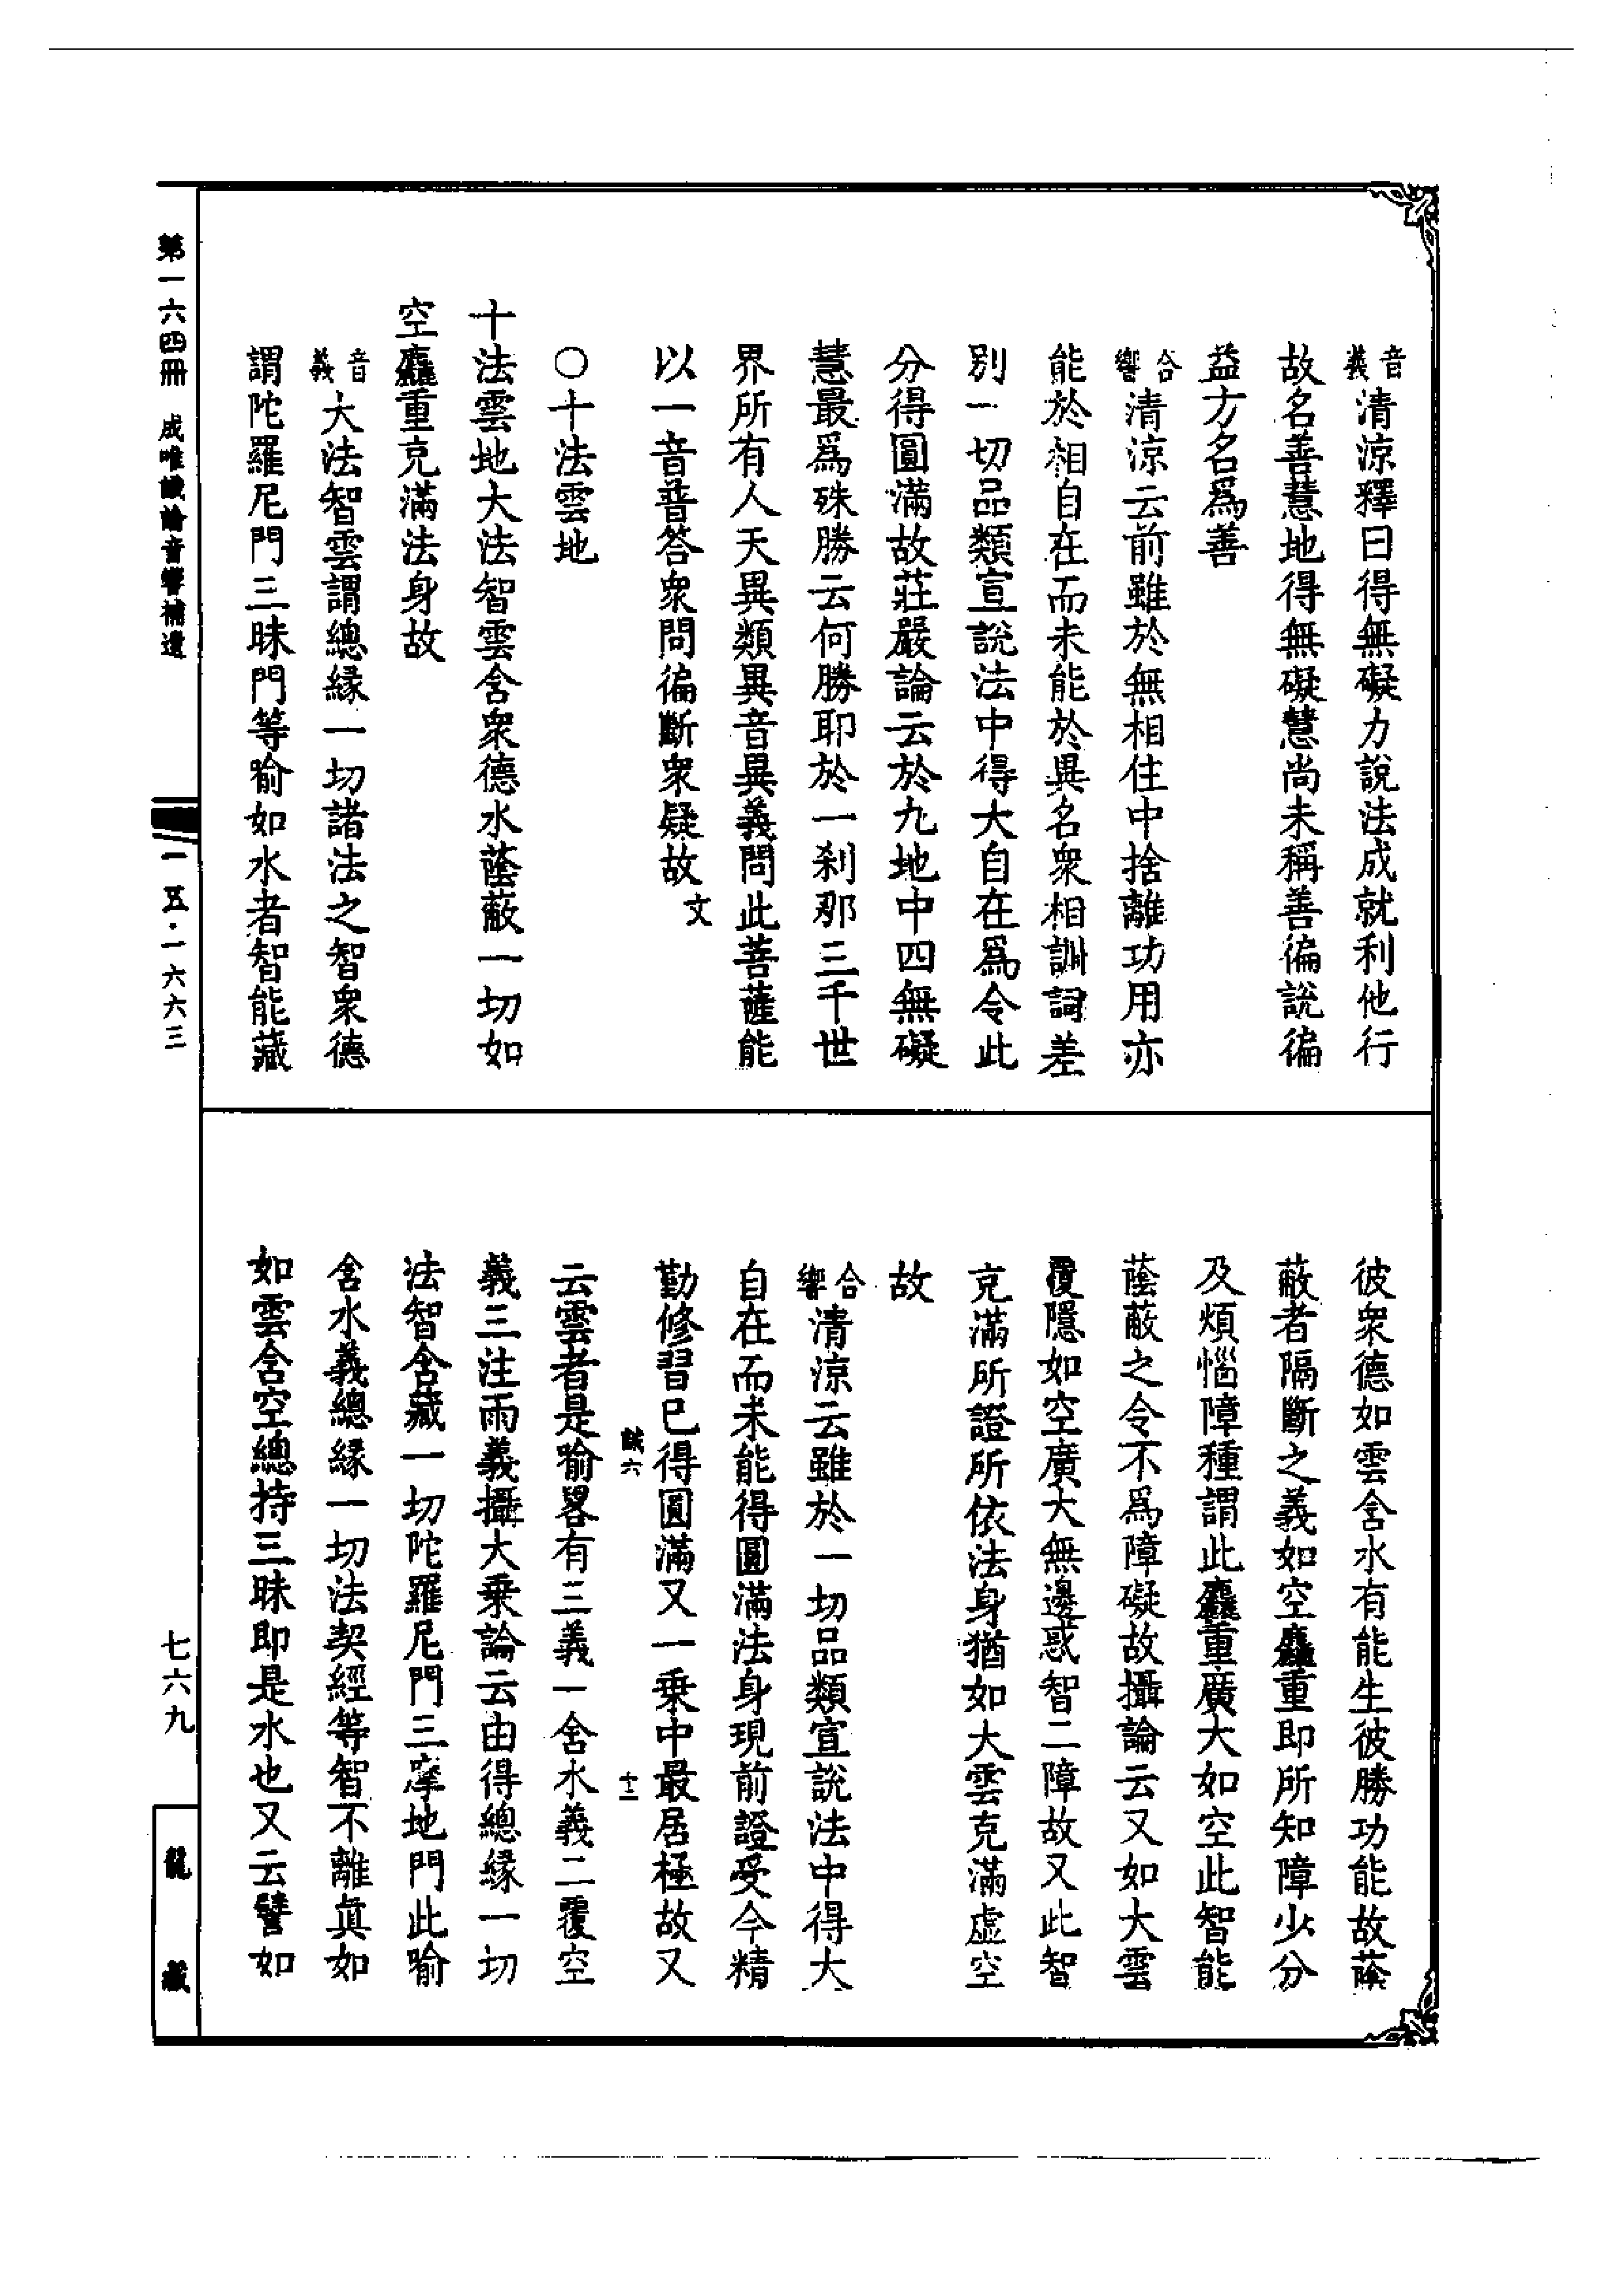 音義清涼釋曰得無礙力說法成就利他行
故名善慧地得無礙慧尚未稱善徧說徧
益方名爲善
合響清涼云前雖於無相住中捨離功用亦
能於相自在而未能於異名衆相訓詞差
別一切品類宣說法中得大自在爲令此
分得圓滿故莊嚴論云於九地中四無礙
慧最爲殊勝云何勝耶於一剎那三千世
界所有人天異類異音異義問此菩薩能
以一音普答衆問徧斷衆疑故文
〇十法雲地
十法雲地大法智雲含衆德水蔭蔽一切如
空麤重充滿法身故
音義大法智雲謂總緣一切諸法之智衆德
謂陀羅尼門三昧門等喻如水者智能藏
彼衆德如雲含水有能生彼勝功能故蔭
蔽者隔斷之義如空麤重即所知障少分
及煩惱障種謂此麤重廣大如空此智能
蔭蔽之令不爲障礙故攝論云又如大雲
覆隱如空廣大無邊惑智二障故又此智
充滿所證所依法身猶如大雲充滿虛空
故
合響清涼云雖於一切品類宣說法中得大
自在而未能得圓滿法身現前證受今精
勤修習已得圓滿又一乘中最居極故又
誠六 十二
云雲者是喻畧有三義一含水義二覆空
義三注雨義攝大乘論云由得總緣一切
法智含藏一切陀羅尼門三摩地門此喻
含水義總緣一切法契經等智不離眞如
如雲含空總持三昧即是水也又云譬如
第一六四冊 成唯識論音響補遺
一五·一六六三
七六九
龍藏